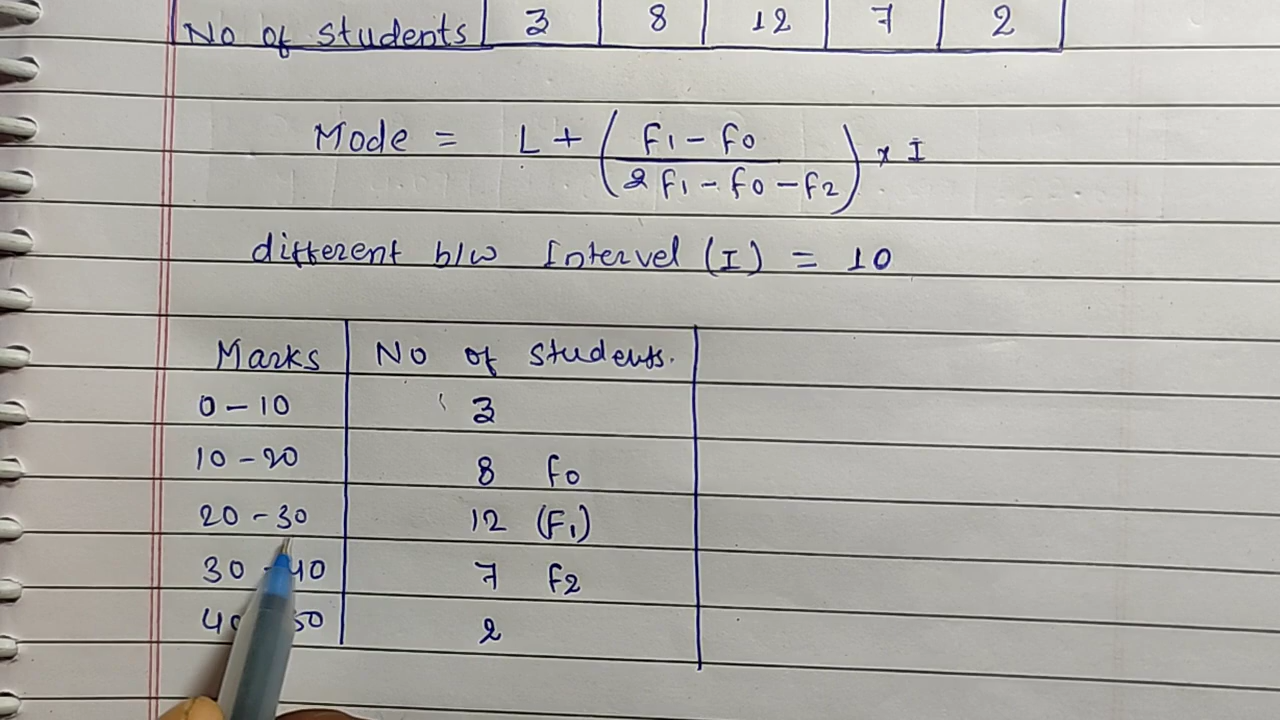 No of students 3 8 12 7 2
Mode = L + (F1 - F0 / 2F1 - F0 - F2) × I
different b/w Intervel (I) = 10
Marks No of students.
0-10 3
10-20 8 F0
20-30 12 (F1)
30-40 7 F2
40-50 2